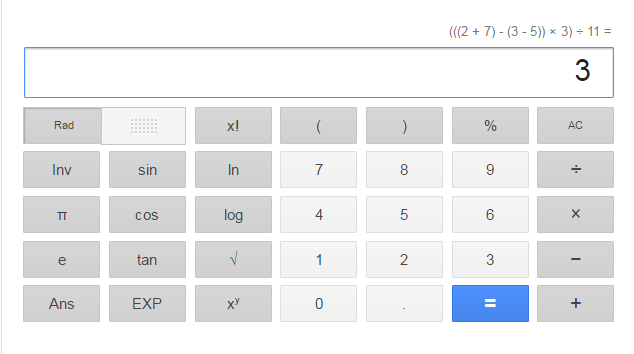 (((2 + 7) - (3 - 5)) × 3) ÷ 11 =
3
Rad x! ( ) % AC
Inv sin ln 7 8 9 ÷
π cos log 4 5 6 ×
e tan √ 1 2 3 −
Ans EXP xʸ 0 . = +